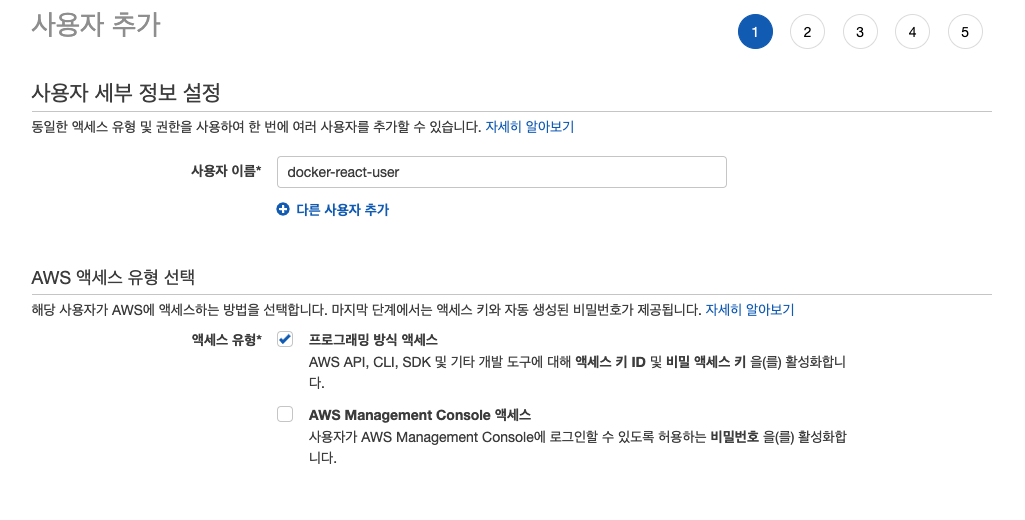 사용자 추가
1 2 3 4 5
사용자 세부 정보 설정
동일한 액세스 유형 및 권한을 사용하여 한 번에 여러 사용자를 추가할 수 있습니다. 자세히 알아보기
사용자 이름* docker-react-user
다른 사용자 추가
AWS 액세스 유형 선택
해당 사용자가 AWS에 액세스하는 방법을 선택합니다. 마지막 단계에서는 액세스 키와 자동 생성된 비밀번호가 제공됩니다. 자세히 알아보기
액세스 유형* 프로그래밍 방식 액세스
AWS API, CLI, SDK 및 기타 개발 도구에 대해 액세스 키 ID 및 비밀 액세스 키 을(를) 활성화합니
다.
AWS Management Console 액세스
사용자가 AWS Management Console에 로그인할 수 있도록 허용하는 비밀번호 을(를) 활성화합
니다.